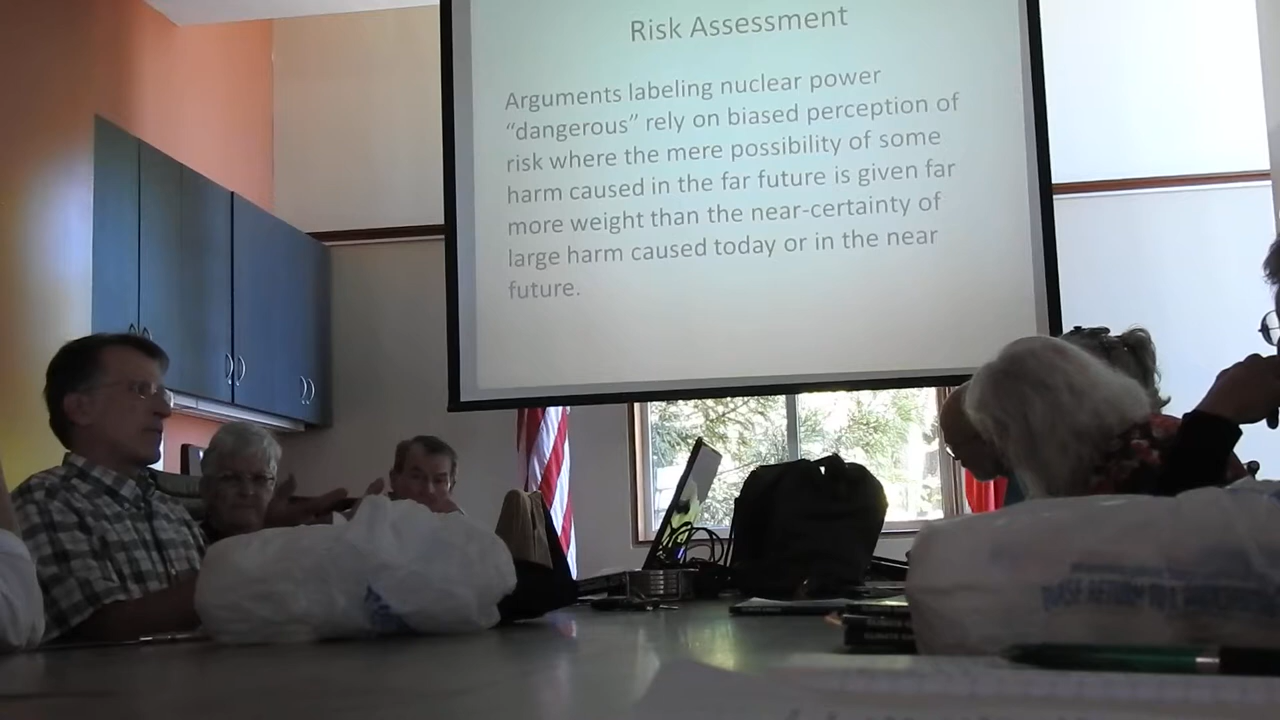 Risk Assessment
Arguments labeling nuclear power
“dangerous” rely on biased perception of
risk where the mere possibility of some
harm caused in the far future is given far
more weight than the near-certainty of
large harm caused today or in the near
future.